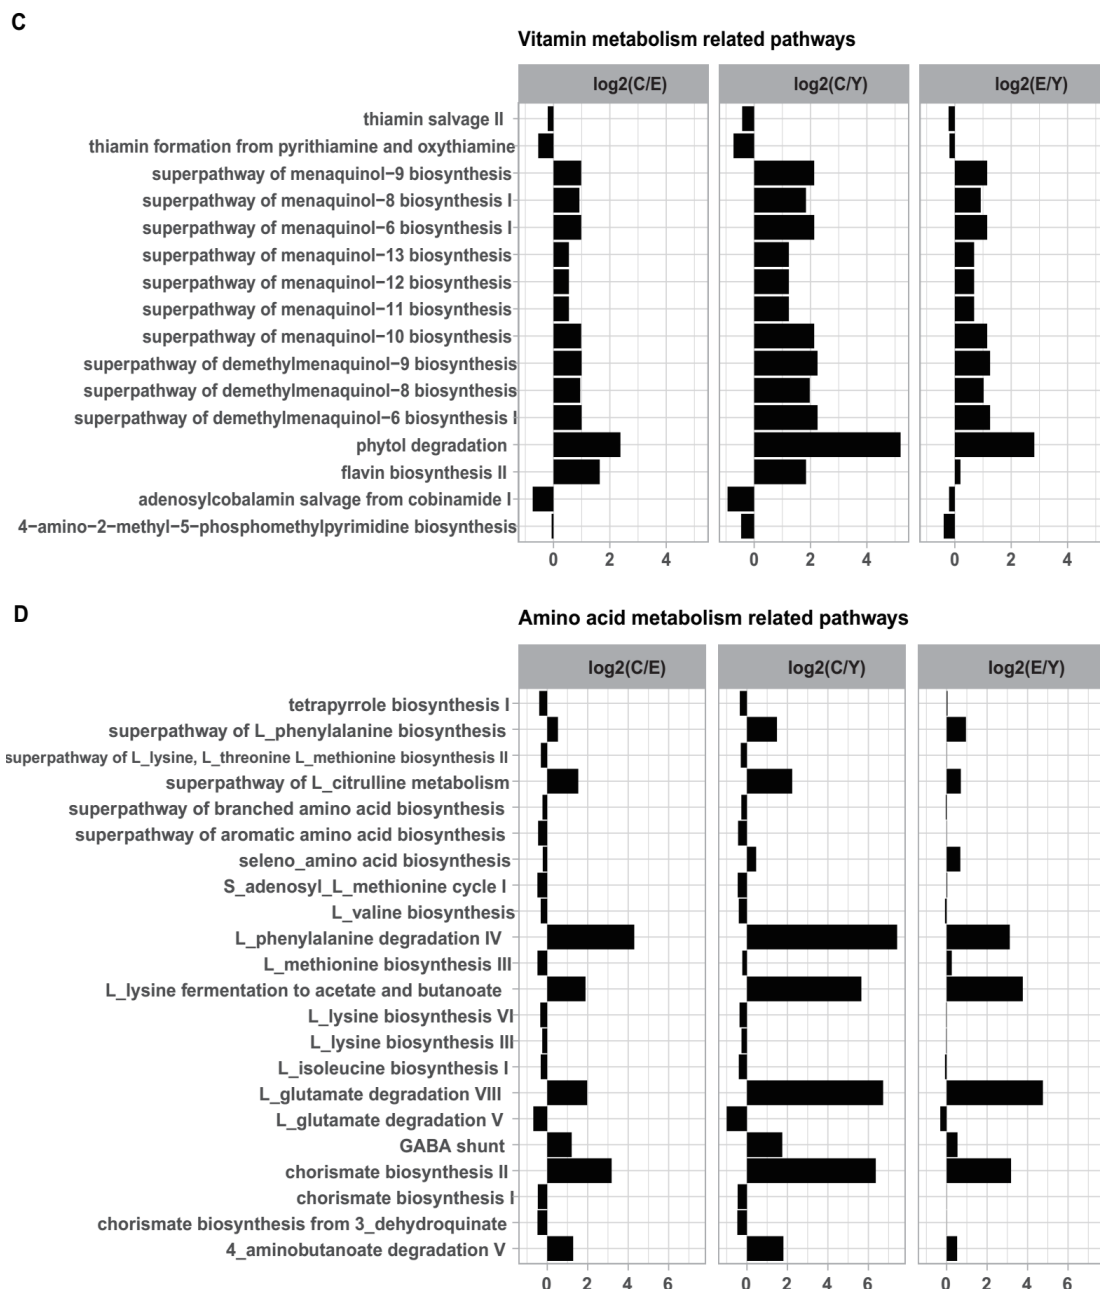 C
Vitamin metabolism related pathways
log2(C/E) log2(C/Y) log2(E/Y)
thiamin salvage II
thiamin formation from pyrithiamine and oxythiamine
superpathway of menaquinol−9 biosynthesis
superpathway of menaquinol−8 biosynthesis I
superpathway of menaquinol−6 biosynthesis I
superpathway of menaquinol−13 biosynthesis
superpathway of menaquinol−12 biosynthesis
superpathway of menaquinol−11 biosynthesis
superpathway of menaquinol−10 biosynthesis
superpathway of demethylmenaquinol−9 biosynthesis
superpathway of demethylmenaquinol−8 biosynthesis
superpathway of demethylmenaquinol−6 biosynthesis I
phytol degradation
flavin biosynthesis II
adenosylcobalamin salvage from cobinamide I
4−amino−2−methyl−5−phosphomethylpyrimidine biosynthesis
0 2 4 0 2 4 0 2 4
D
Amino acid metabolism related pathways
log2(C/E) log2(C/Y) log2(E/Y)
tetrapyrrole biosynthesis I
superpathway of L_phenylalanine biosynthesis
superpathway of L_lysine, L_threonine L_methionine biosynthesis II
superpathway of L_citrulline metabolism
superpathway of branched amino acid biosynthesis
superpathway of aromatic amino acid biosynthesis
seleno_amino acid biosynthesis
S_adenosyl_L_methionine cycle I
L_valine biosynthesis
L_phenylalanine degradation IV
L_methionine biosynthesis III
L_lysine fermentation to acetate and butanoate
L_lysine biosynthesis VI
L_lysine biosynthesis III
L_isoleucine biosynthesis I
L_glutamate degradation VIII
L_glutamate degradation V
GABA shunt
chorismate biosynthesis II
chorismate biosynthesis I
chorismate biosynthesis from 3_dehydroquinate
4_aminobutanoate degradation V
0 2 4 6 0 2 4 6 0 2 4 6